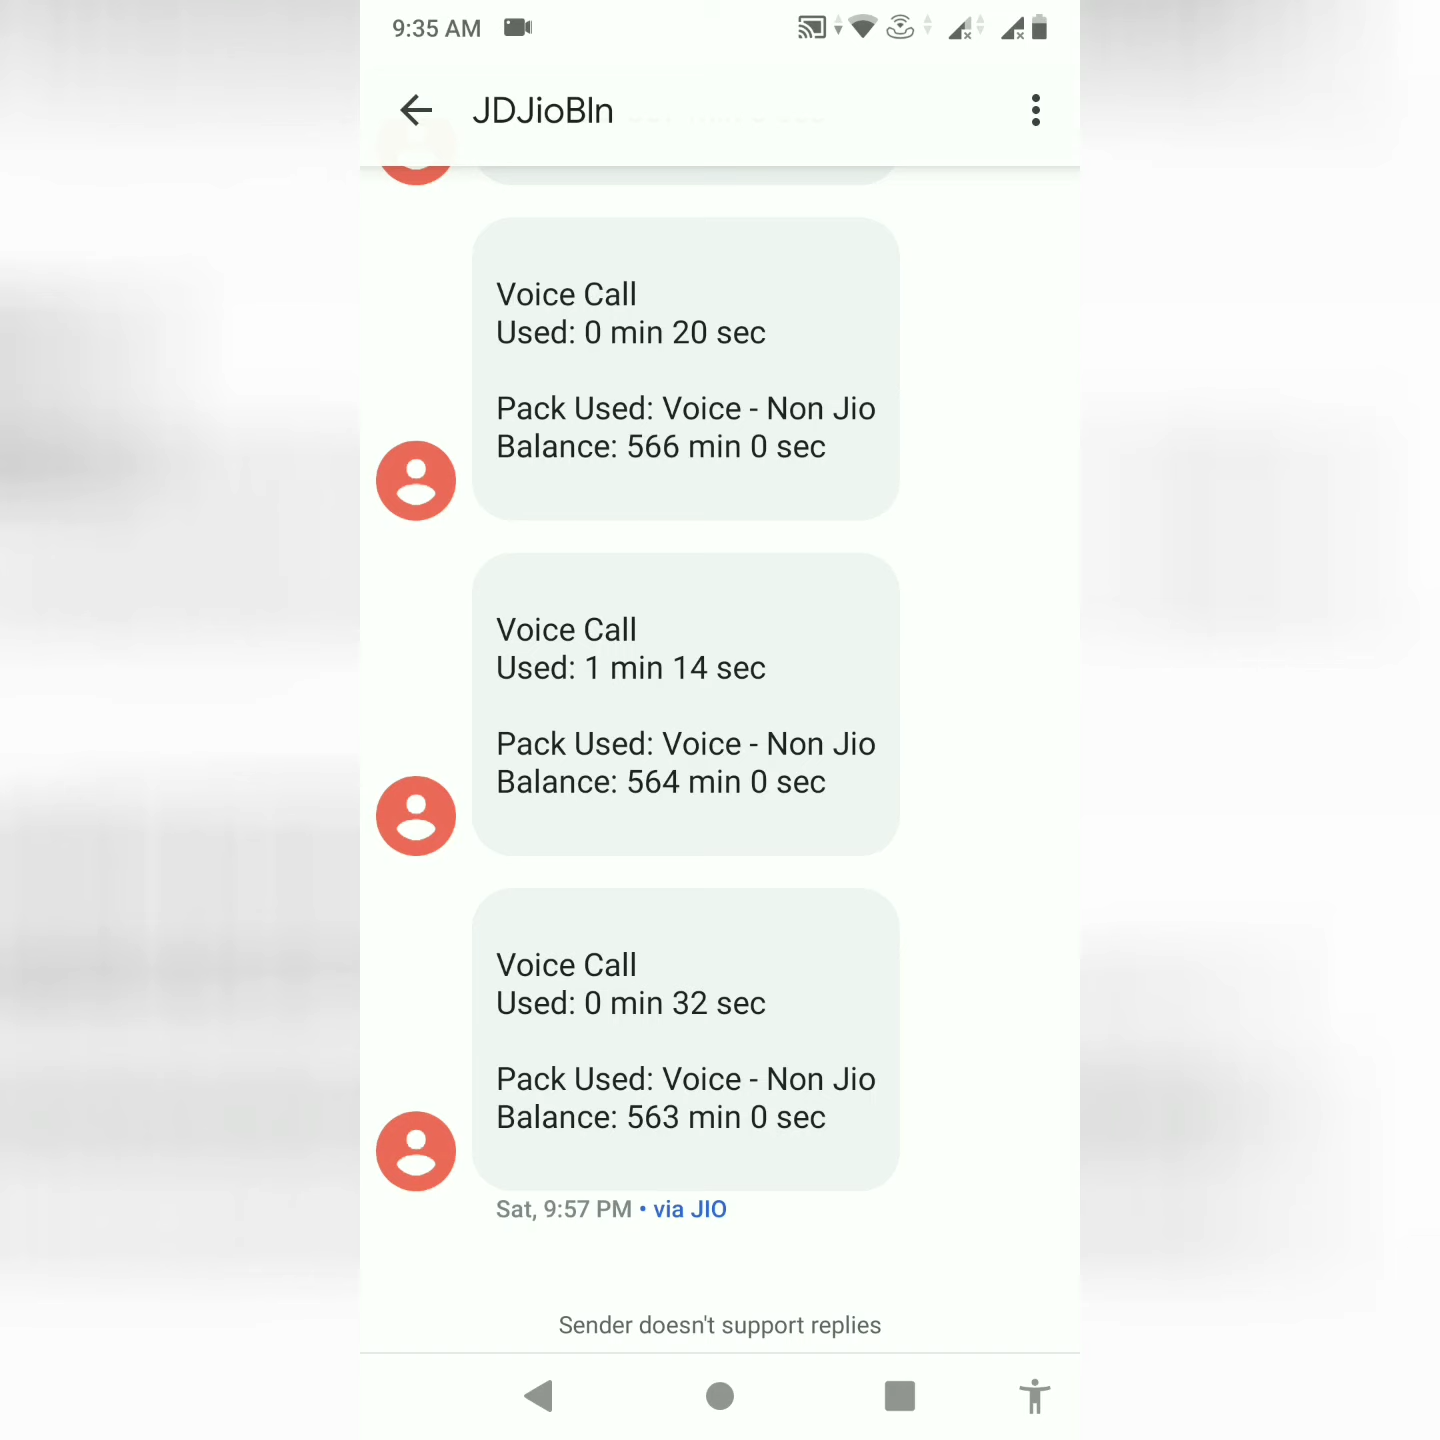 9:35 AM
JDJioBIn
Voice Call
Used: 0 min 20 sec
Pack Used: Voice - Non Jio
Balance: 566 min 0 sec
Voice Call
Used: 1 min 14 sec
Pack Used: Voice - Non Jio
Balance: 564 min 0 sec
Voice Call
Used: 0 min 32 sec
Pack Used: Voice - Non Jio
Balance: 563 min 0 sec
Sat, 9:57 PM • via JIO
Sender doesn't support replies